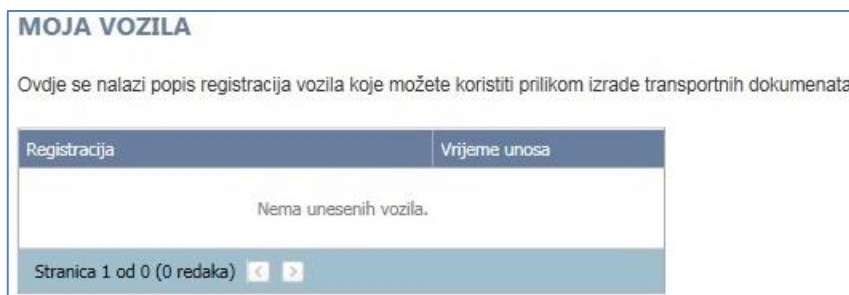 MOJA VOZILA
Ovdje se nalazi popis registracija vozila koje možete koristiti prilikom izrade transportnih dokumenata
Registracija Vrijeme unosa
Nema unesenih vozila.
Stranica 1 od 0 (0 redaka) < >